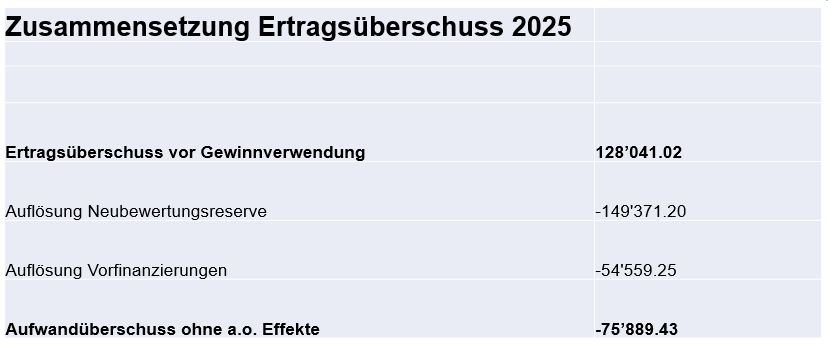 Zusammensetzung Ertragsüberschuss 2025
Ertragsüberschuss vor Gewinnverwendung 128’041.02
Auflösung Neubewertungsreserve -149'371.20
Auflösung Vorfinanzierungen -54'559.25
Aufwandüberschuss ohne a.o. Effekte -75’889.43